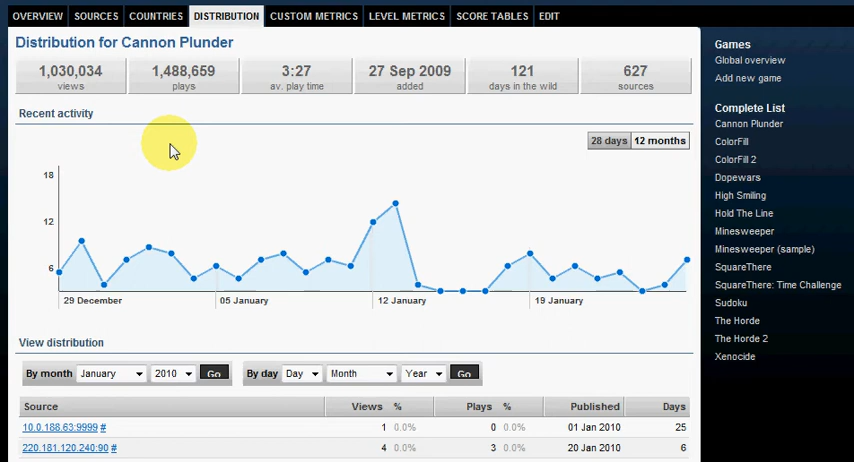 OVERVIEW SOURCES COUNTRIES DISTRIBUTION CUSTOM METRICS LEVEL METRICS SCORE TABLES EDIT
Distribution for Cannon Plunder
1,030,034 1,488,659 3:27 27 Sep 2009 121 627
views plays av. play time added days in the wild sources
Recent activity
28 days 12 months
18
12
6
29 December 05 January 12 January 19 January
View distribution
By month January 2010 Go By day Day Month Year Go
Source Views % Plays % Published Days
10.0.188.63:9999 # 1 0.0% 0 0.0% 01 Jan 2010 25
220.181.120.240:90 # 4 0.0% 3 0.0% 20 Jan 2010 6
Games
Global overview
Add new game
Complete List
Cannon Plunder
ColorFill
ColorFill 2
Dopewars
High Smiling
Hold The Line
Minesweeper
Minesweeper (sample)
SquareThere
SquareThere: Time Challenge
Sudoku
The Horde
The Horde 2
Xenocide